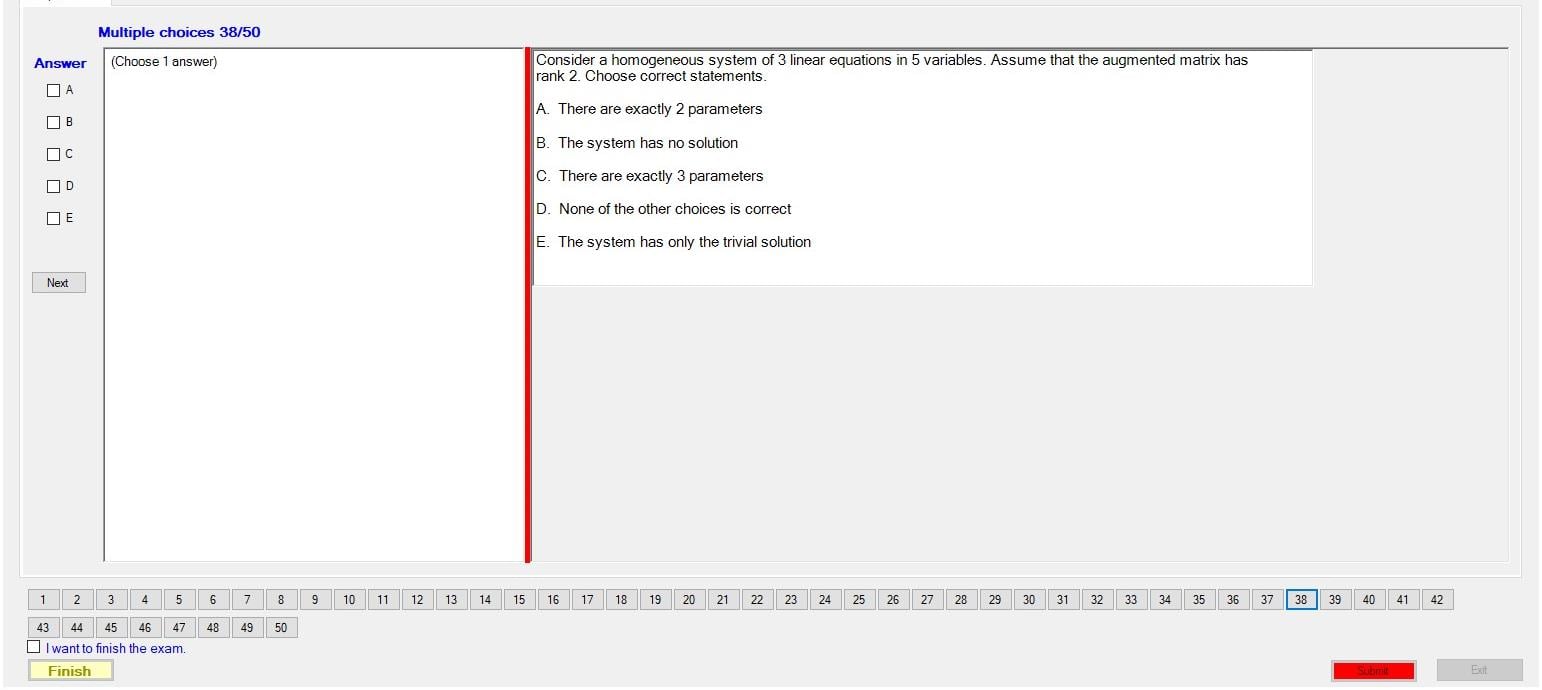 Multiple choices 38/50
Answer
(Choose 1 answer)
A
B
C
D
E
Next
Consider a homogeneous system of 3 linear equations in 5 variables. Assume that the augmented matrix has
rank 2. Choose correct statements.
A. There are exactly 2 parameters
B. The system has no solution
C. There are exactly 3 parameters
D. None of the other choices is correct
E. The system has only the trivial solution
1 2 3 4 5 6 7 8 9 10 11 12 13 14 15 16 17 18 19 20 21 22 23 24 25 26 27 28 29 30 31 32 33 34 35 36 37 38 39 40 41 42
43 44 45 46 47 48 49 50
I want to finish the exam.
Finish
Submit
Exit